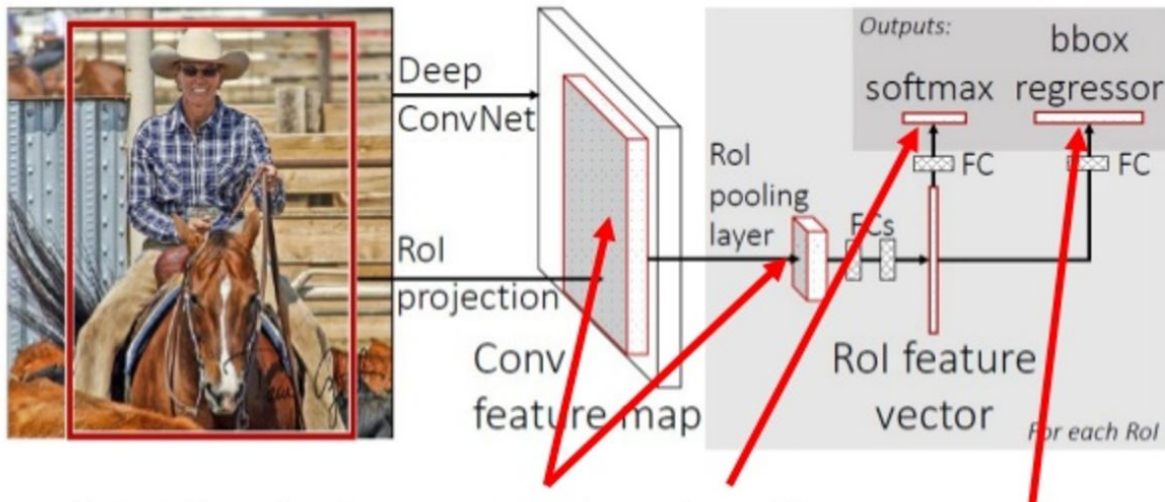 Deep
ConvNet
RoI
projection
Conv
feature map
RoI
pooling
layer
FCs
RoI feature
vector
For each RoI
Outputs:
softmax
bbox
regressor
FC
FC